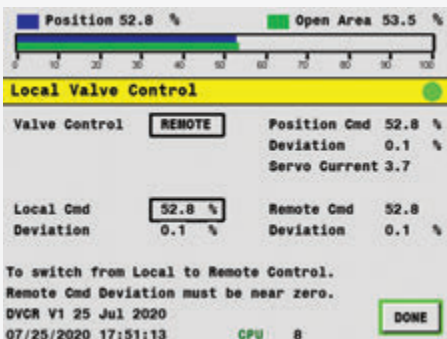 Position 52.8 % Open Area 53.5 %
0 10 20 30 40 50 60 70 80 90 100
Local Valve Control
Valve Control REMOTE Position Cmd 52.8 %
Deviation 0.1 %
Servo Current 3.7
Local Cmd 52.8 % Remote Cmd 52.8
Deviation 0.1 % Deviation 0.1 %
To switch from Local to Remote Control.
Remote Cmd Deviation must be near zero.
DVCR V1 25 Jul 2020
DONE
07/25/2020 17:51:13 CPU 8